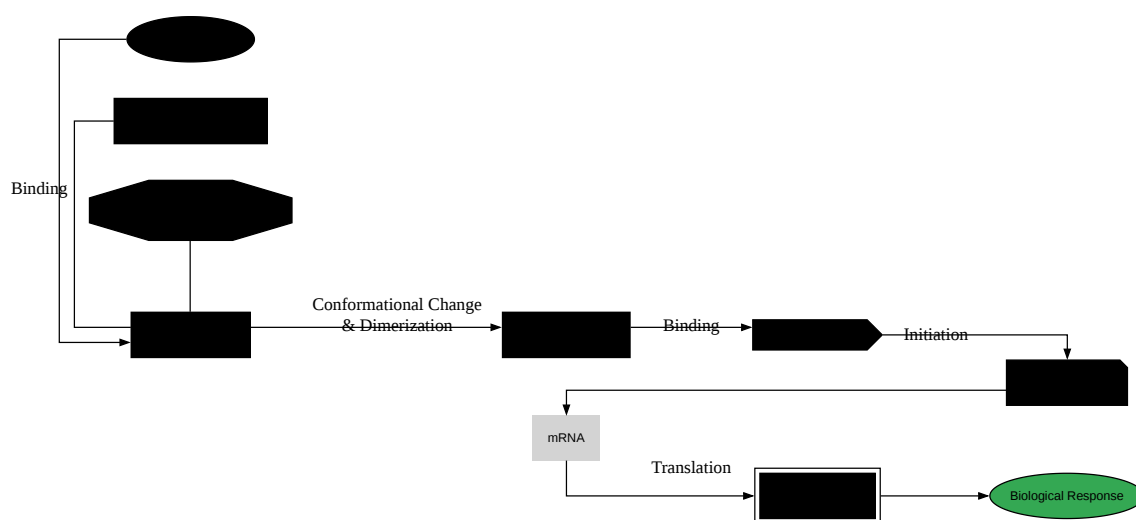 Binding
Conformational Change
& Dimerization
Binding
Initiation
mRNA
Translation
Biological Response